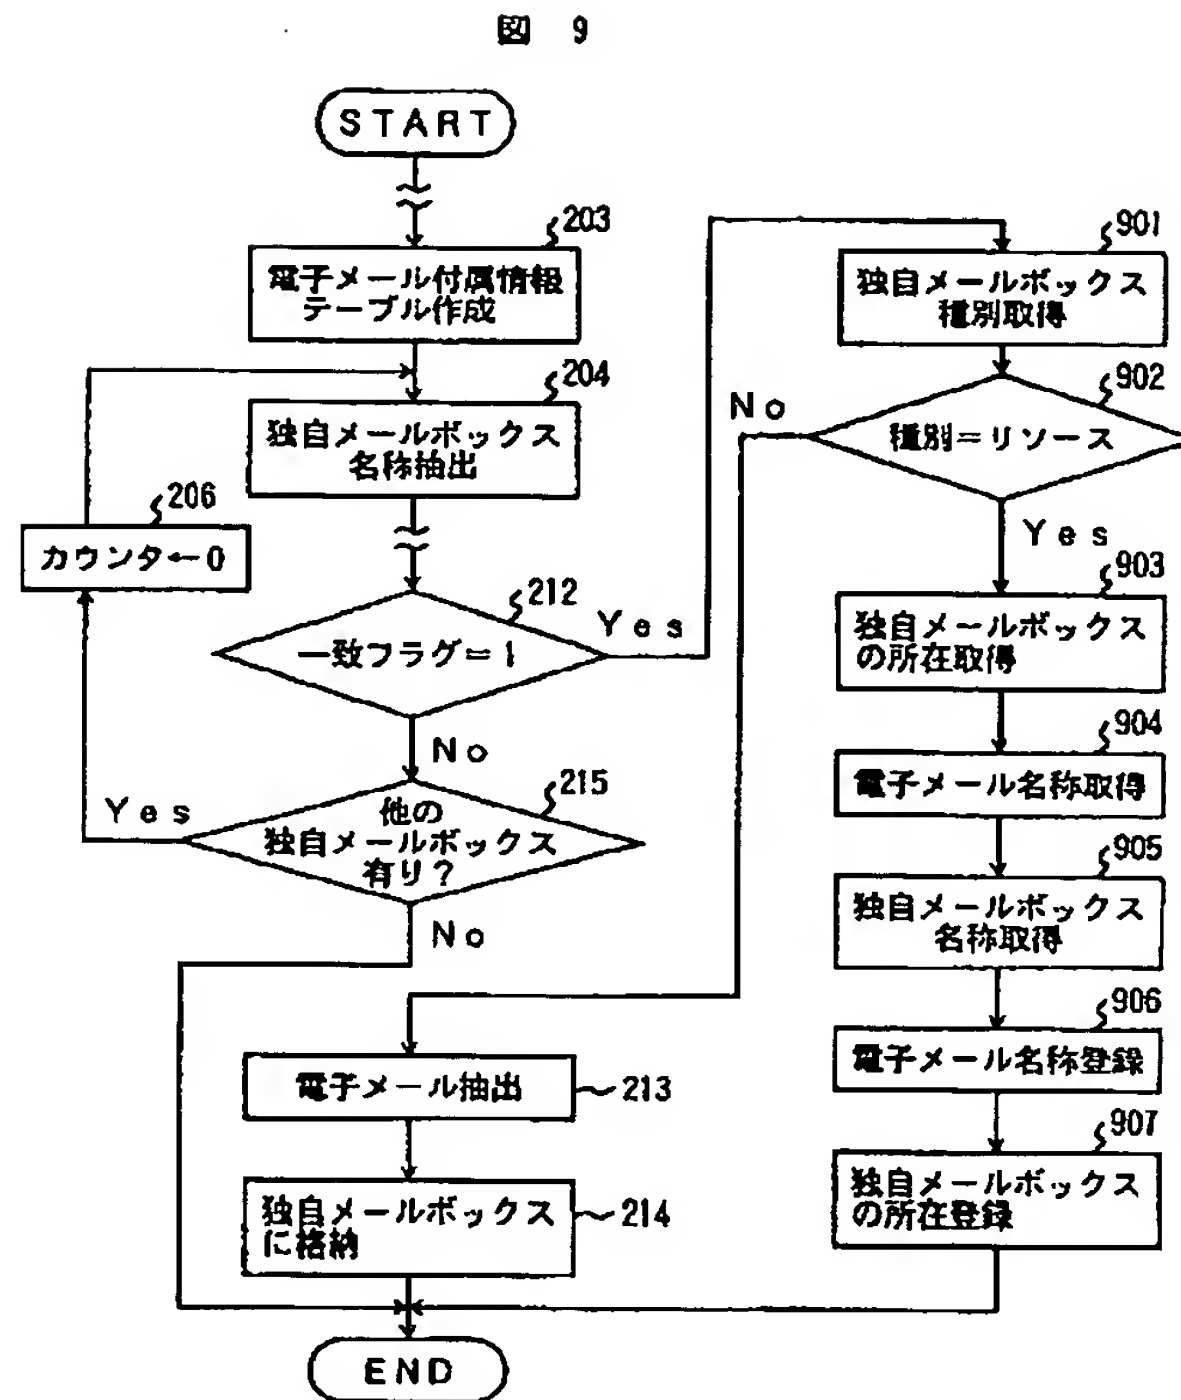 図 9
START
203
電子メール付属情報
テーブル作成
204
独自メールボックス
名称抽出
206
カウンタ←0
212
一致フラグ=1
Yes
No
215
他の
独自メールボックス
有り?
Yes
No
電子メール抽出
213
独自メールボックス
に格納
214
END
901
独自メールボックス
種別取得
902
種別=リソース
No
Yes
903
独自メールボックス
の所在取得
904
電子メール名称取得
905
独自メールボックス
名称取得
906
電子メール名称登録
907
独自メールボックス
の所在登録